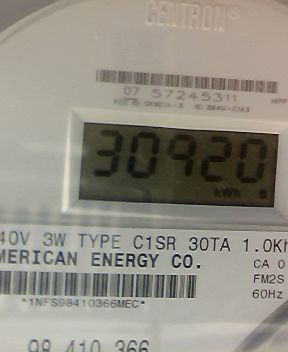 CENTRON®
07 57245311
30920
kWh
40V 3W TYPE C1SR 30TA 1.0Kh
MERICAN ENERGY CO.
CA 0
FM2S
60Hz
*1NFS98410366MEC*
98 410 366